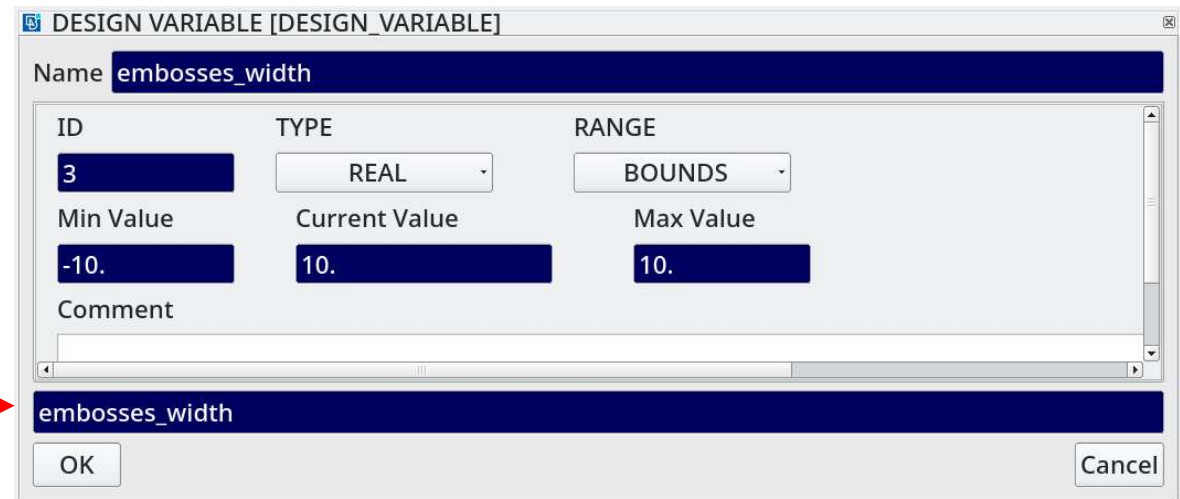 DESIGN VARIABLE [DESIGN_VARIABLE]
Name embosses_width
ID TYPE RANGE
3 REAL BOUNDS
Min Value Current Value Max Value
-10. 10. 10.
Comment
embosses_width
OK Cancel